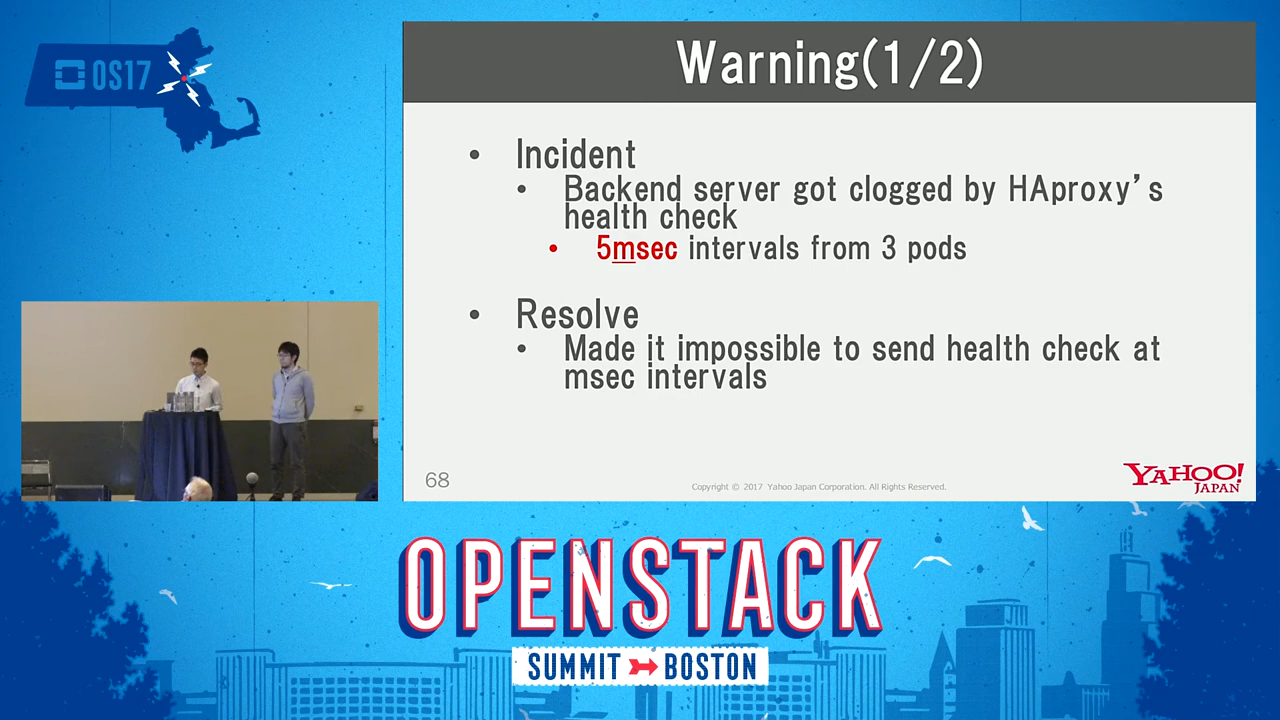 OS17
Warning(1/2)
• Incident
• Backend server got clogged by HAproxy’s
health check
• 5msec intervals from 3 pods
• Resolve
• Made it impossible to send health check at
msec intervals
68
Copyright © 2017 Yahoo Japan Corporation. All Rights Reserved.
YAHOO!
JAPAN
OPENSTACK
SUMMIT BOSTON